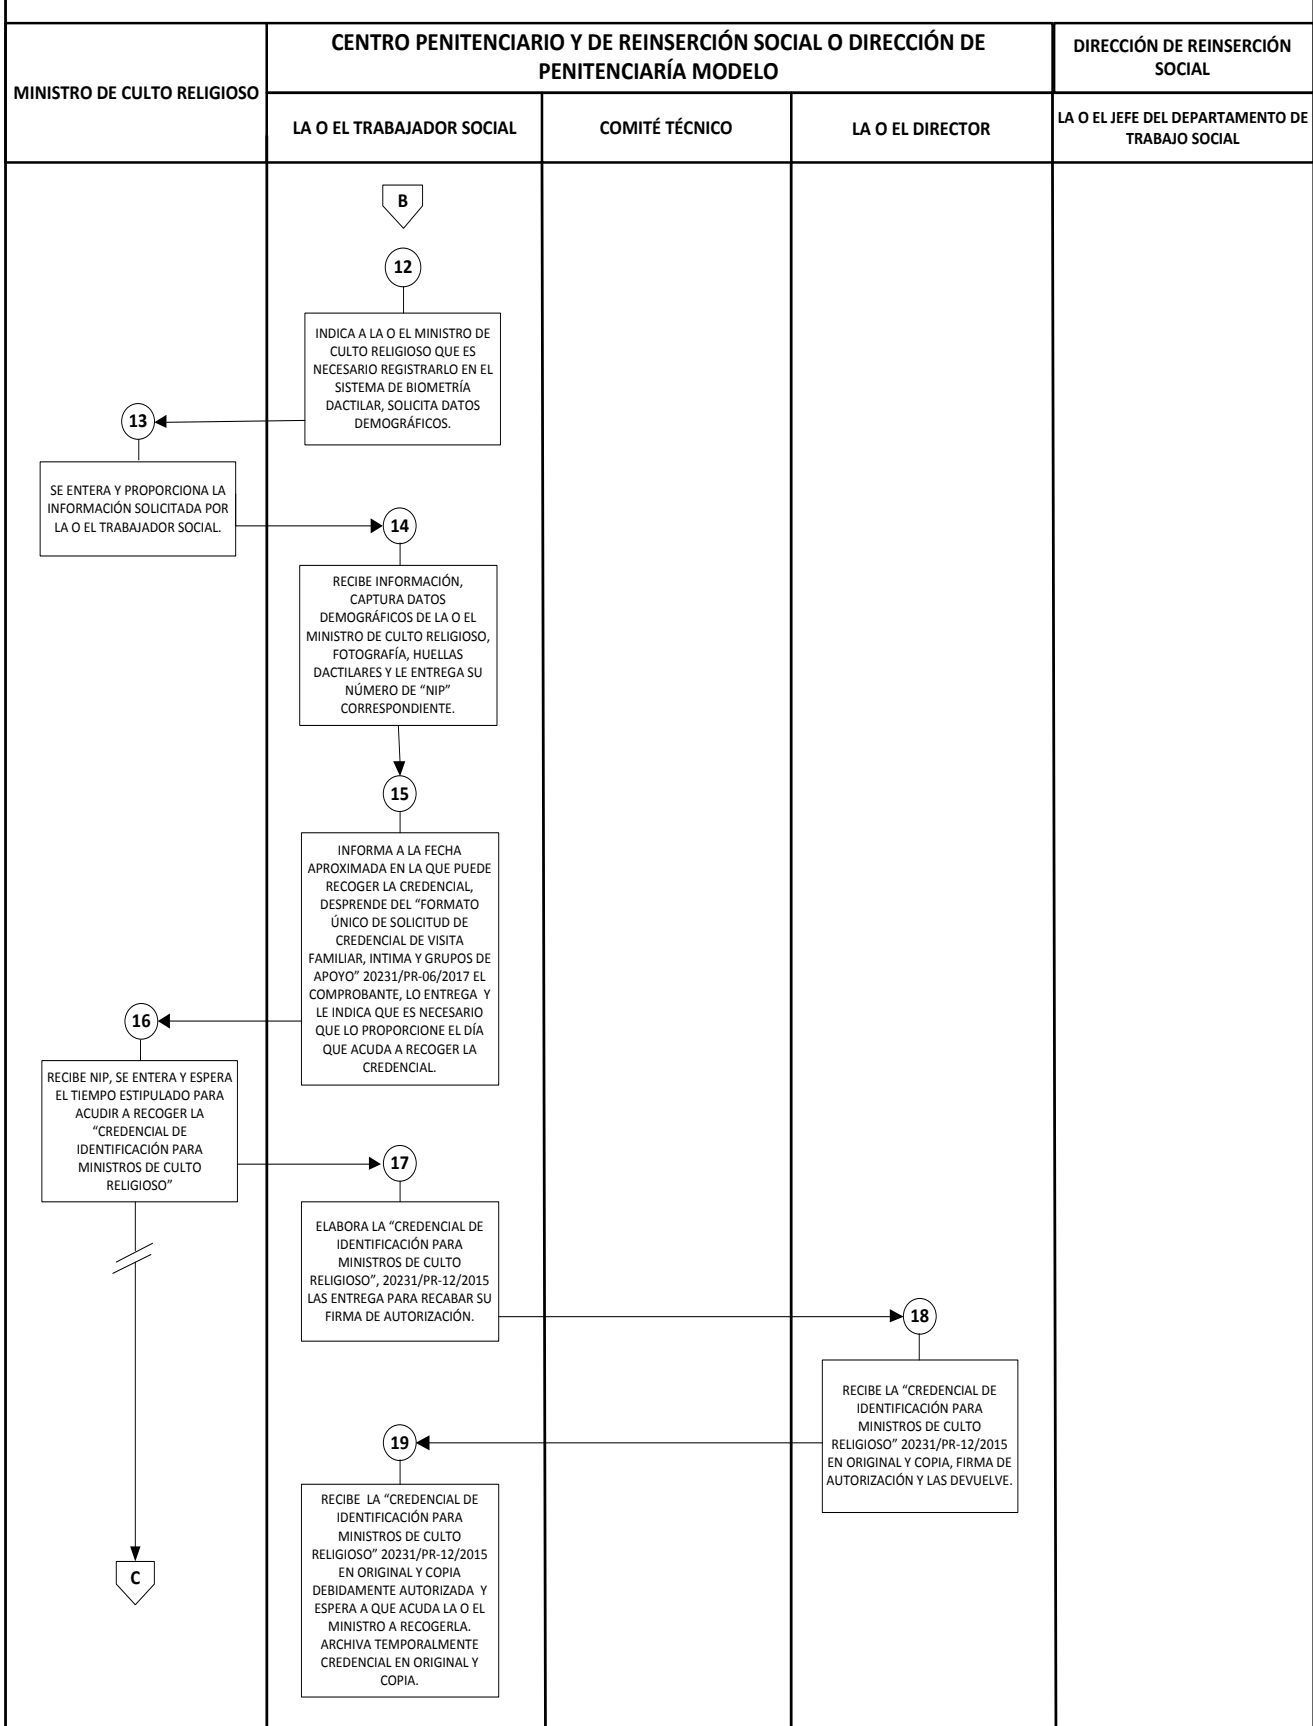 CENTRO PENITENCIARIO Y DE REINSERCIÓN SOCIAL O DIRECCIÓN DE
PENITENCIARÍA MODELO
DIRECCIÓN DE REINSERCIÓN
SOCIAL
MINISTRO DE CULTO RELIGIOSO
LA O EL TRABAJADOR SOCIAL
COMITÉ TÉCNICO
LA O EL DIRECTOR
LA O EL JEFE DEL DEPARTAMENTO DE
TRABAJO SOCIAL
B
12
INDICA A LA O EL MINISTRO DE
CULTO RELIGIOSO QUE ES
NECESARIO REGISTRARLO EN EL
SISTEMA DE BIOMETRÍA
DACTILAR, SOLICITA DATOS
DEMOGRÁFICOS.
13
SE ENTERA Y PROPORCIONA LA
INFORMACIÓN SOLICITADA POR
LA O EL TRABAJADOR SOCIAL.
14
RECIBE INFORMACIÓN,
CAPTURA DATOS
DEMOGRÁFICOS DE LA O EL
MINISTRO DE CULTO RELIGIOSO,
FOTOGRAFÍA, HUELLAS
DACTILARES Y LE ENTREGA SU
NÚMERO DE “NIP”
CORRESPONDIENTE.
15
INFORMA A LA FECHA
APROXIMADA EN LA QUE PUEDE
RECOGER LA CREDENCIAL,
DESPRENDE DEL “FORMATO
ÚNICO DE SOLICITUD DE
CREDENCIAL DE VISITA
FAMILIAR, INTIMA Y GRUPOS DE
APOYO” 20231/PR-06/2017 EL
COMPROBANTE, LO ENTREGA Y
LE INDICA QUE ES NECESARIO
QUE LO PROPORCIONE EL DÍA
QUE ACUDA A RECOGER LA
CREDENCIAL.
16
RECIBE NIP, SE ENTERA Y ESPERA
EL TIEMPO ESTIPULADO PARA
ACUDIR A RECOGER LA
“CREDENCIAL DE
IDENTIFICACIÓN PARA
MINISTROS DE CULTO
RELIGIOSO”
17
ELABORA LA “CREDENCIAL DE
IDENTIFICACIÓN PARA
MINISTROS DE CULTO
RELIGIOSO”, 20231/PR-12/2015
LAS ENTREGA PARA RECABAR SU
FIRMA DE AUTORIZACIÓN.
18
RECIBE LA “CREDENCIAL DE
IDENTIFICACIÓN PARA
MINISTROS DE CULTO
RELIGIOSO” 20231/PR-12/2015
EN ORIGINAL Y COPIA, FIRMA DE
AUTORIZACIÓN Y LAS DEVUELVE.
19
RECIBE LA “CREDENCIAL DE
IDENTIFICACIÓN PARA
MINISTROS DE CULTO
RELIGIOSO” 20231/PR-12/2015
EN ORIGINAL Y COPIA
DEBIDAMENTE AUTORIZADA Y
ESPERA A QUE ACUDA LA O EL
MINISTRO A RECOGERLA.
ARCHIVA TEMPORALMENTE
CREDENCIAL EN ORIGINAL Y
COPIA.
C